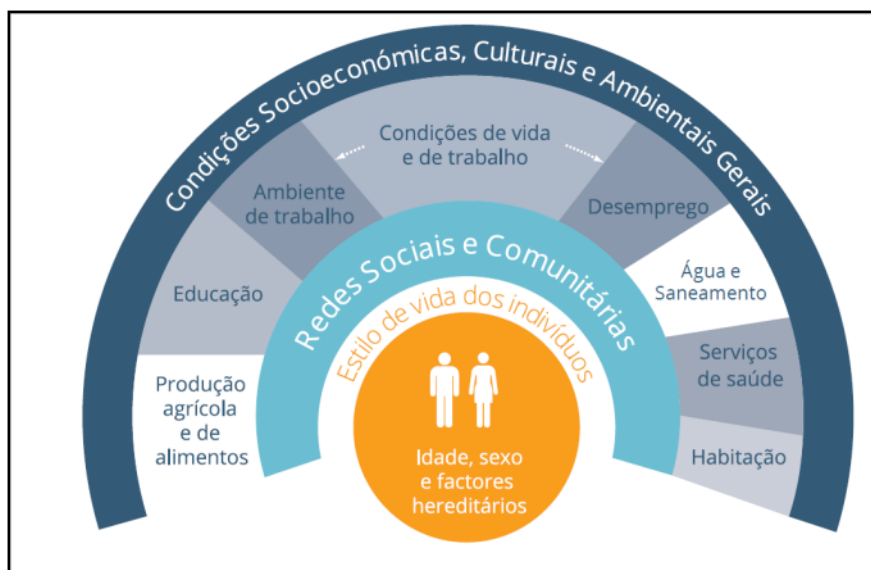 Condições Socioeconómicas, Culturais e Ambientais Gerais
Condições de vida
e de trabalho
Ambiente
de trabalho
Desemprego
Educação
Água e
Saneamento
Produção
agrícola
e de
alimentos
Serviços
de saúde
Habitação
Redes Sociais e Comunitárias
Estilo de vida dos indivíduos
Idade, sexo
e factores
hereditários